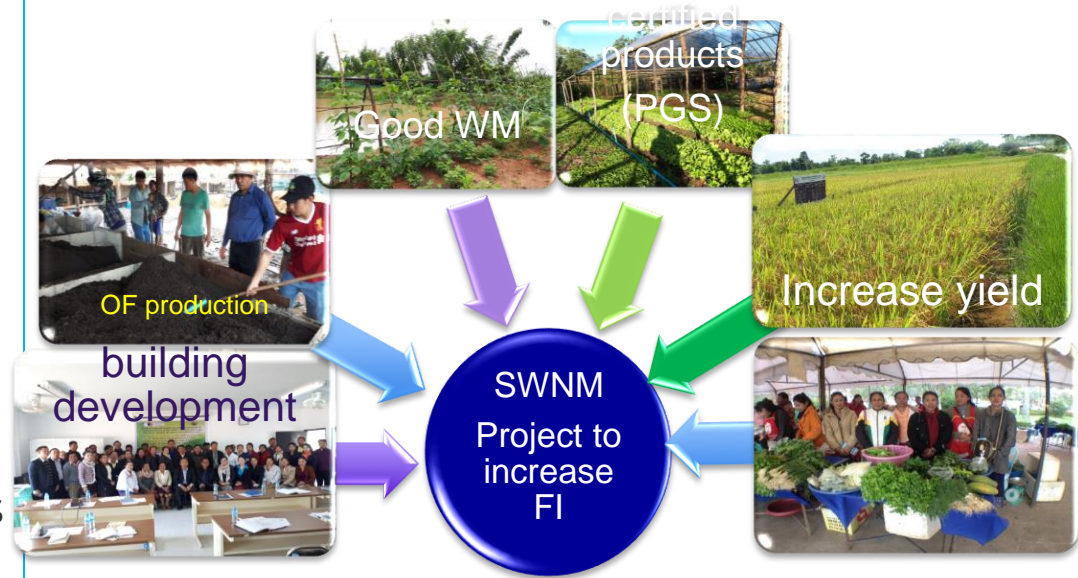 certified
products
(PGS)
Good WM
Increase yield
OF production
building
development
SWNM
Project to
increase
FI
s